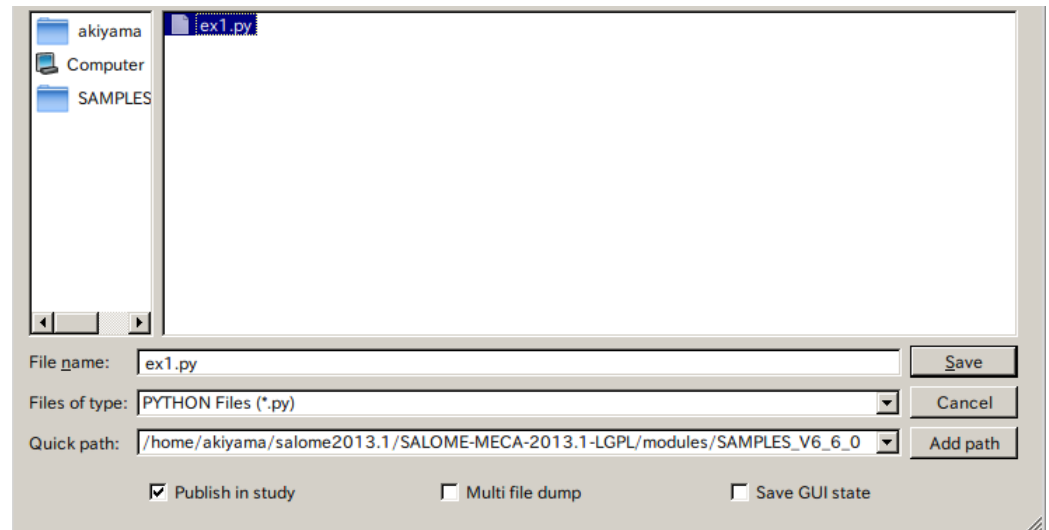 akiyama
Computer
SAMPLES
ex1.py
File name: ex1.py Save
Files of type: PYTHON Files (*.py) Cancel
Quick path: /home/akiyama/salome2013.1/SALOME-MECA-2013.1-LGPL/modules/SAMPLES_V6_6_0 Add path
Publish in study Multi file dump Save GUI state